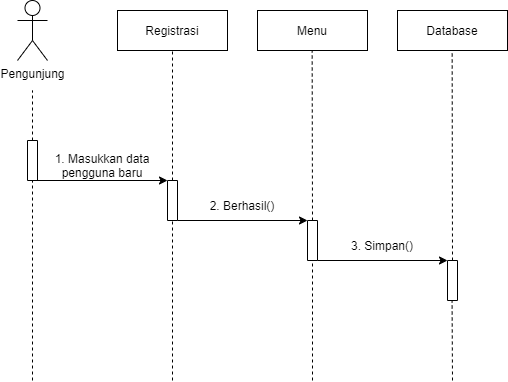 Registrasi
Menu
Database
Pengunjung
1. Masukkan data
pengguna baru
2. Berhasil()
3. Simpan()